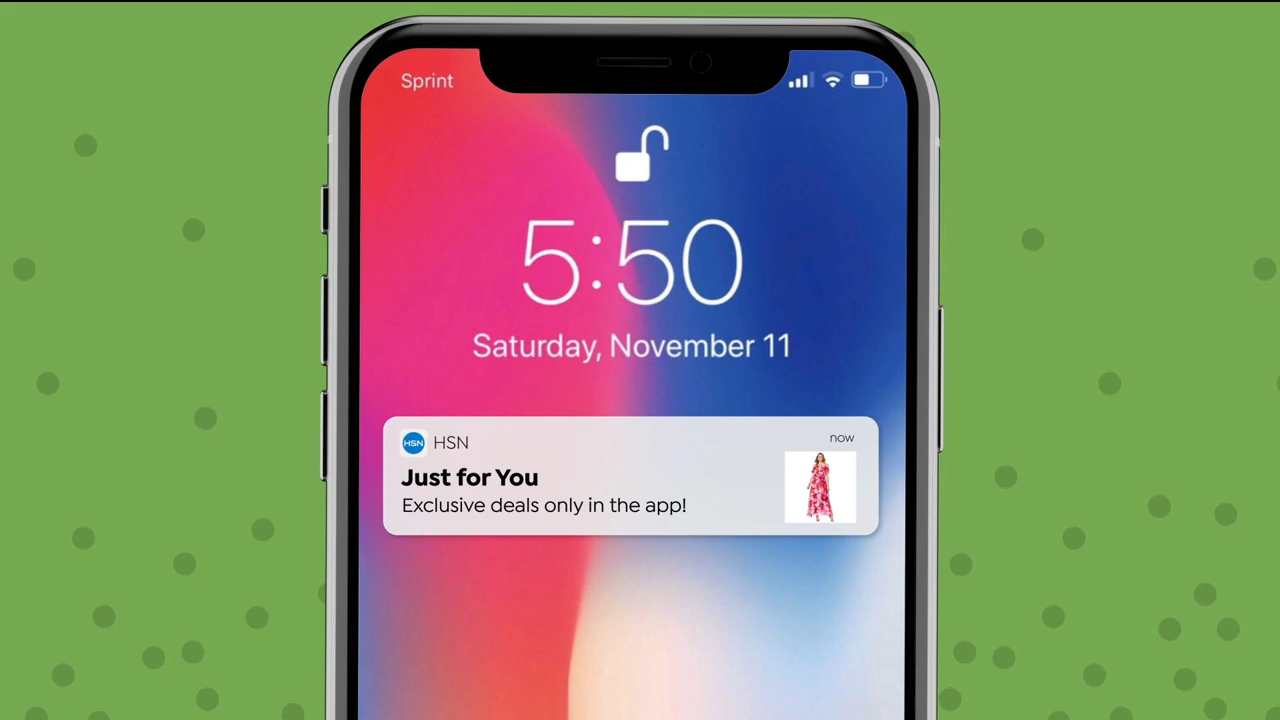 Sprint
5:50
Saturday, November 11
HSN HSN
now
Just for You
Exclusive deals only in the app!